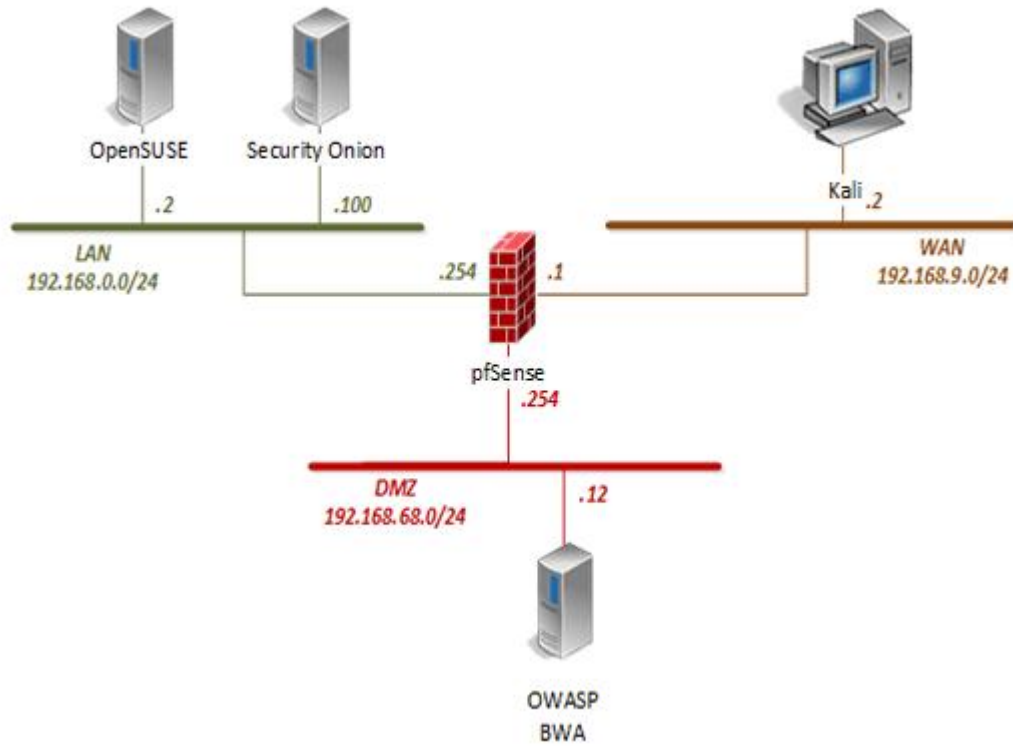 OpenSUSE
Security Onion
Kali
.2
.100
.2
LAN
192.168.0.0/24
.254
.1
WAN
192.168.9.0/24
pfSense
.254
DMZ
192.168.68.0/24
.12
OWASP
BWA